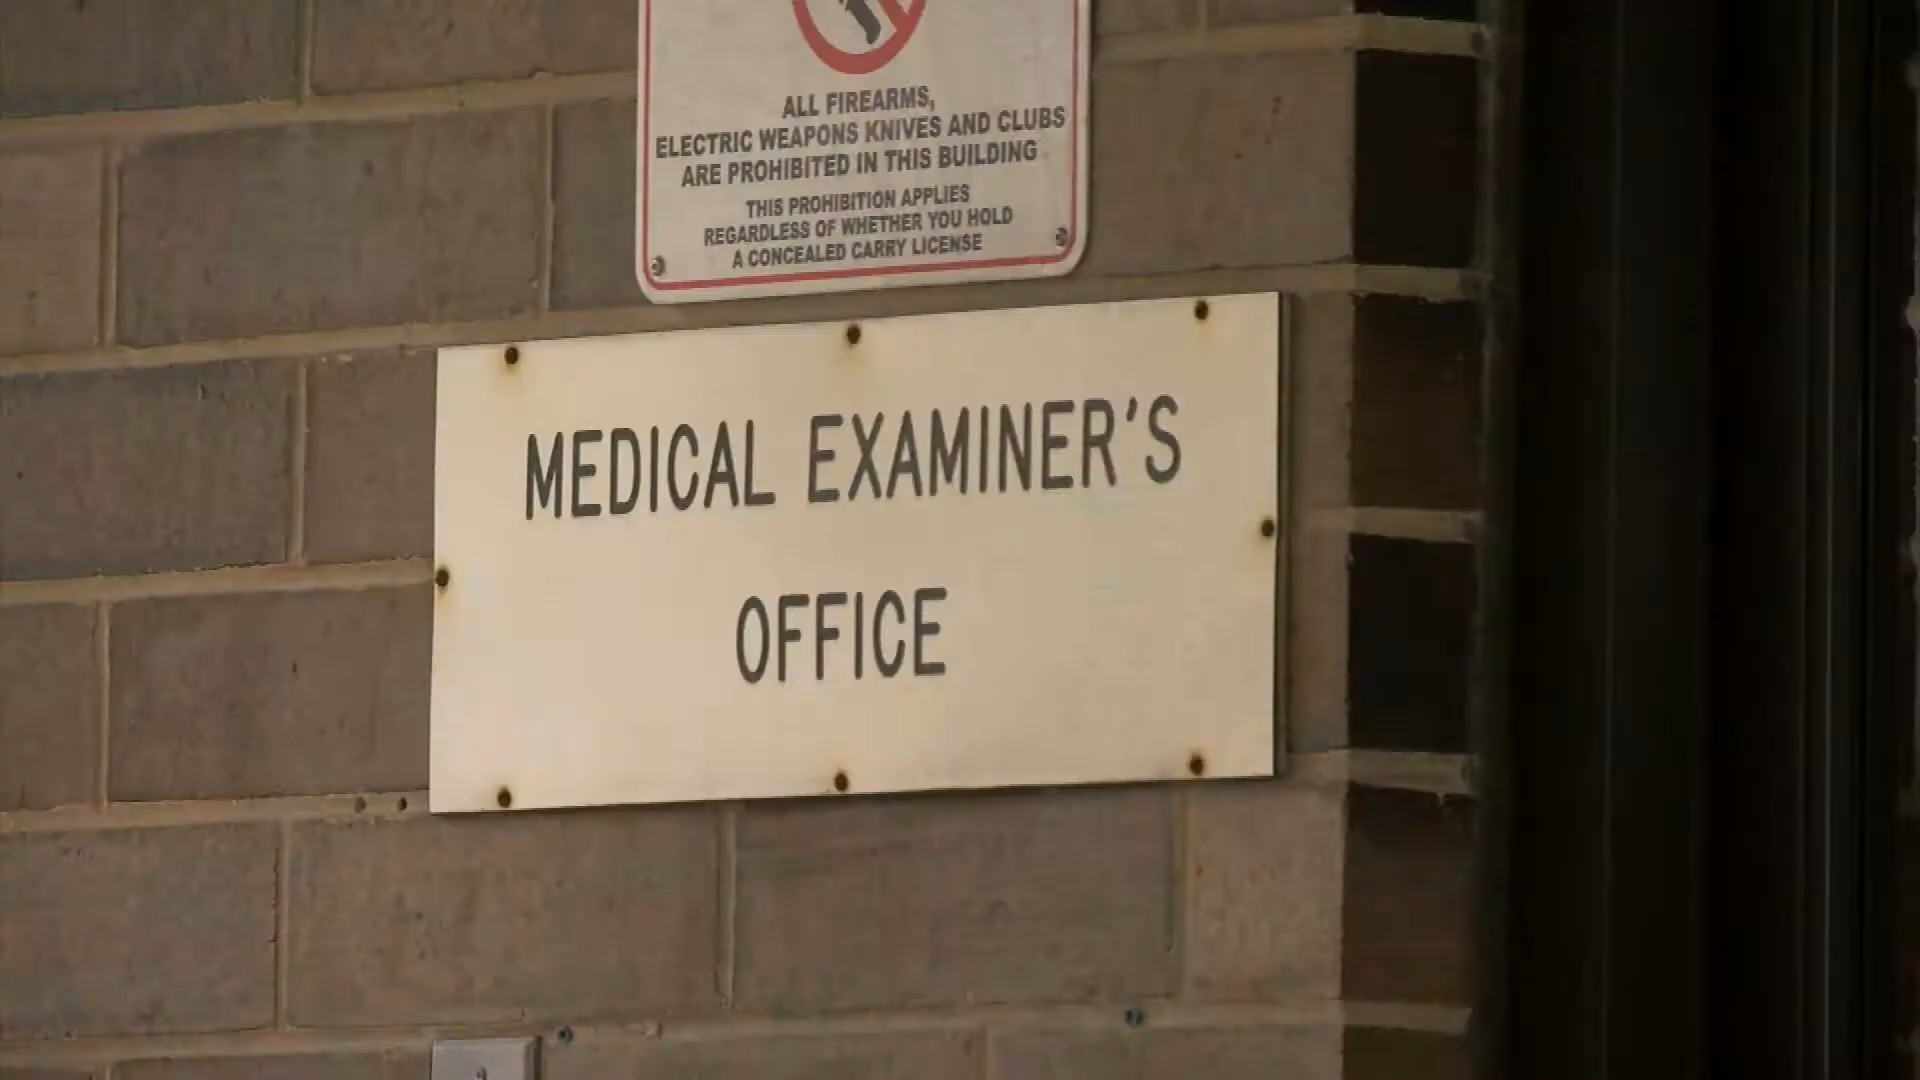 ALL FIREARMS,
ELECTRIC WEAPONS KNIVES AND CLUBS
ARE PROHIBITED IN THIS BUILDING
THIS PROHIBITION APPLIES
REGARDLESS OF WHETHER YOU HOLD
A CONCEALED CARRY LICENSE
MEDICAL EXAMINER'S
OFFICE